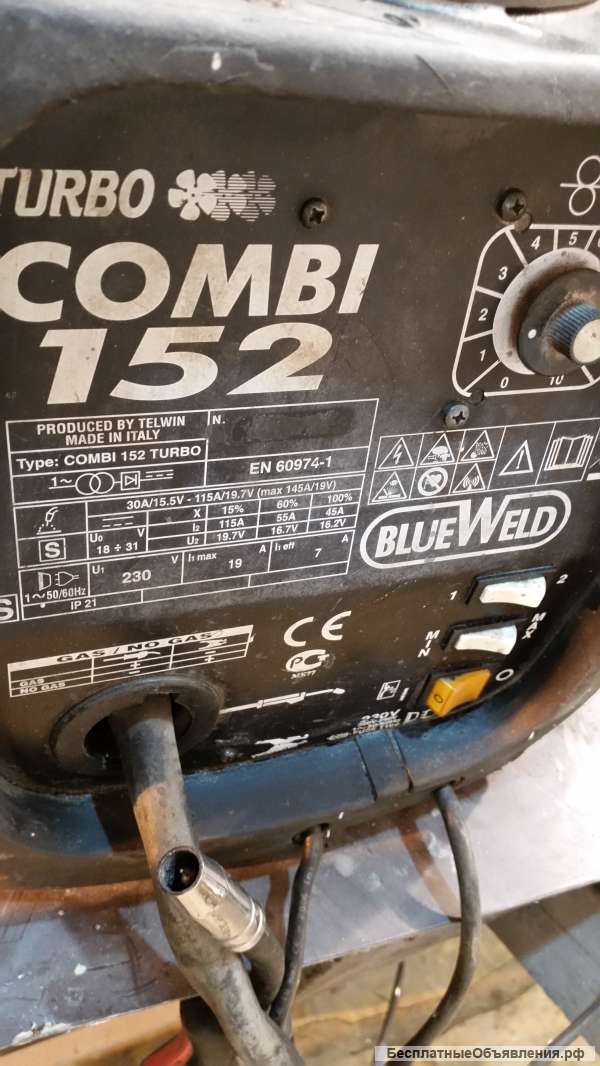 TURBO
COMBI
152
3 4 5
2
1
0 10
PRODUCED BY TELWIN
MADE IN ITALY
N.
Type: COMBI 152 TURBO
EN 60974-1
1~
30A/15.5V - 115A/19.7V (max 145A/19V)
X 15% 60% 100%
I2 115A 55A 45A
S U0 V 18 ÷ 31 U2 19.7V 16.7V 16.2V
1~50/60Hz U1 230 V I1 max 19 A I1 eff 7 A
S IP 21
BLUEWELD
1 2
MIN MAX
GAS / NO GAS
GAS - +
NO GAS + -
CE
РС
ME77
I O
230V
БесплатныеОбъявления.рф